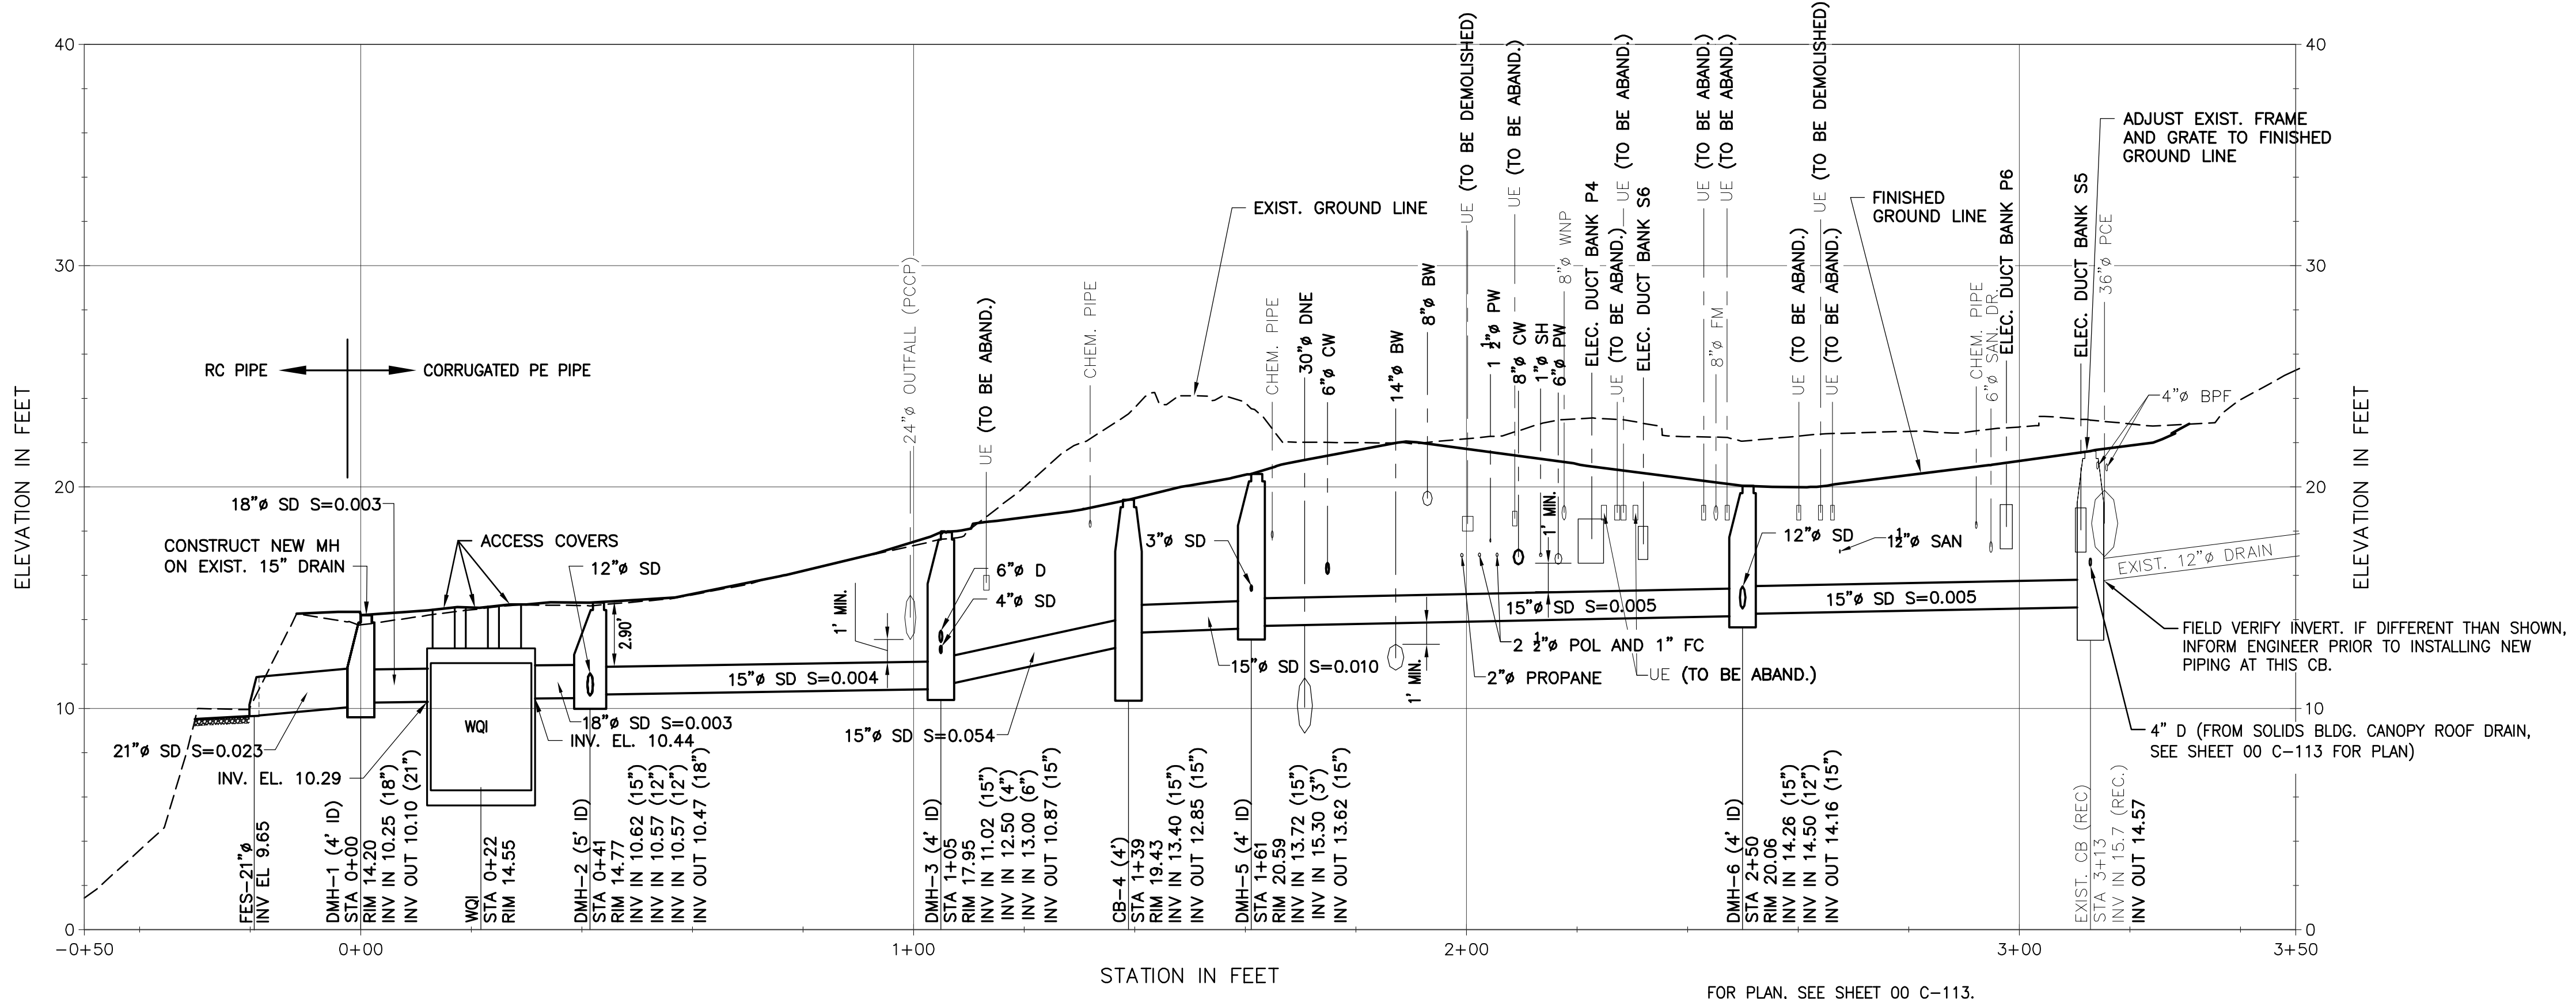 40
30
20
10
0
ELEVATION IN FEET
-0+50
0+00
1+00
2+00
3+00
3+50
STATION IN FEET
40
30
20
10
0
ELEVATION IN FEET
RC PIPE
CORRUGATED PE PIPE
18"ø SD S=0.003
CONSTRUCT NEW MH
ON EXIST. 15" DRAIN
ACCESS COVERS
12"ø SD
2.90'
21"ø SD S=0.023
INV. EL. 10.29
WQI
18"ø SD S=0.003
INV. EL. 10.44
15"ø SD S=0.004
1' MIN.
24"ø OUTFALL (PCCP)
UE (TO BE ABAND.)
6"ø D
4"ø SD
15"ø SD S=0.054
CHEM. PIPE
EXIST. GROUND LINE
3"ø SD
15"ø SD S=0.010
CHEM. PIPE
30"ø DNE
6"ø CW
14"ø BW
1' MIN.
8"ø BW
UE (TO BE DEMOLISHED)
1 ½"ø PW
UE (TO BE ABAND.)
8"ø CW
1"ø SH
6"ø PW
8"ø WNP
1' MIN.
ELEC. DUCT BANK P4
UE (TO BE ABAND.)
UE (TO BE ABAND.)
ELEC. DUCT BANK S6
15"ø SD S=0.005
2 ½"ø POL AND 1" FC
2"ø PROPANE
UE (TO BE ABAND.)
UE (TO BE ABAND.)
8"ø FM
UE (TO BE ABAND.)
12"ø SD
UE (TO BE ABAND.)
UE (TO BE DEMOLISHED)
UE (TO BE ABAND.)
1½"ø SAN
15"ø SD S=0.005
FINISHED
GROUND LINE
CHEM. PIPE
6"ø SAN. DR.
ELEC. DUCT BANK P6
ELEC. DUCT BANK S5
36"ø PCE
ADJUST EXIST. FRAME
AND GRATE TO FINISHED
GROUND LINE
4"ø BPF
EXIST. 12"ø DRAIN
FIELD VERIFY INVERT. IF DIFFERENT THAN SHOWN,
INFORM ENGINEER PRIOR TO INSTALLING NEW
PIPING AT THIS CB.
4" D (FROM SOLIDS BLDG. CANOPY ROOF DRAIN,
SEE SHEET 00 C-113 FOR PLAN)
FES-21"ø
INV EL 9.65
DMH-1 (4' ID)
STA 0+00
RIM 14.20
INV IN 10.25 (18")
INV OUT 10.10 (21")
WQI
STA 0+22
RIM 14.55
DMH-2 (5' ID)
STA 0+41
RIM 14.77
INV IN 10.62 (15")
INV IN 10.57 (12")
INV IN 10.57 (12")
INV OUT 10.47 (18")
DMH-3 (4' ID)
STA 1+05
RIM 17.95
INV IN 11.02 (15")
INV IN 12.50 (4")
INV IN 13.00 (6")
INV OUT 10.87 (15")
CB-4 (4')
STA 1+39
RIM 19.43
INV IN 13.40 (15")
INV OUT 12.85 (15")
DMH-5 (4' ID)
STA 1+61
RIM 20.59
INV IN 13.72 (15")
INV IN 15.30 (3")
INV OUT 13.62 (15")
DMH-6 (4' ID)
STA 2+50
RIM 20.06
INV IN 14.26 (15")
INV IN 14.50 (12")
INV OUT 14.16 (15")
EXIST. CB (REC)
STA 3+13
INV IN 15.7 (REC.)
INV OUT 14.57
FOR PLAN, SEE SHEET 00 C-113.